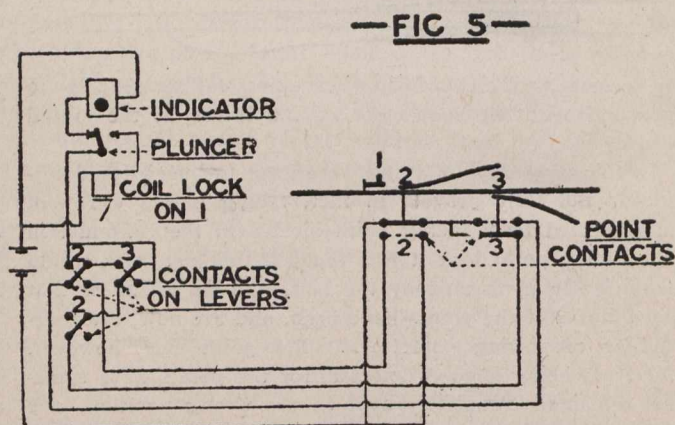 —FIG 5—
INDICATOR
PLUNGER
COIL LOCK
ON 1
CONTACTS
ON LEVERS
2
3
2
1
2
3
2
3
POINT
CONTACTS